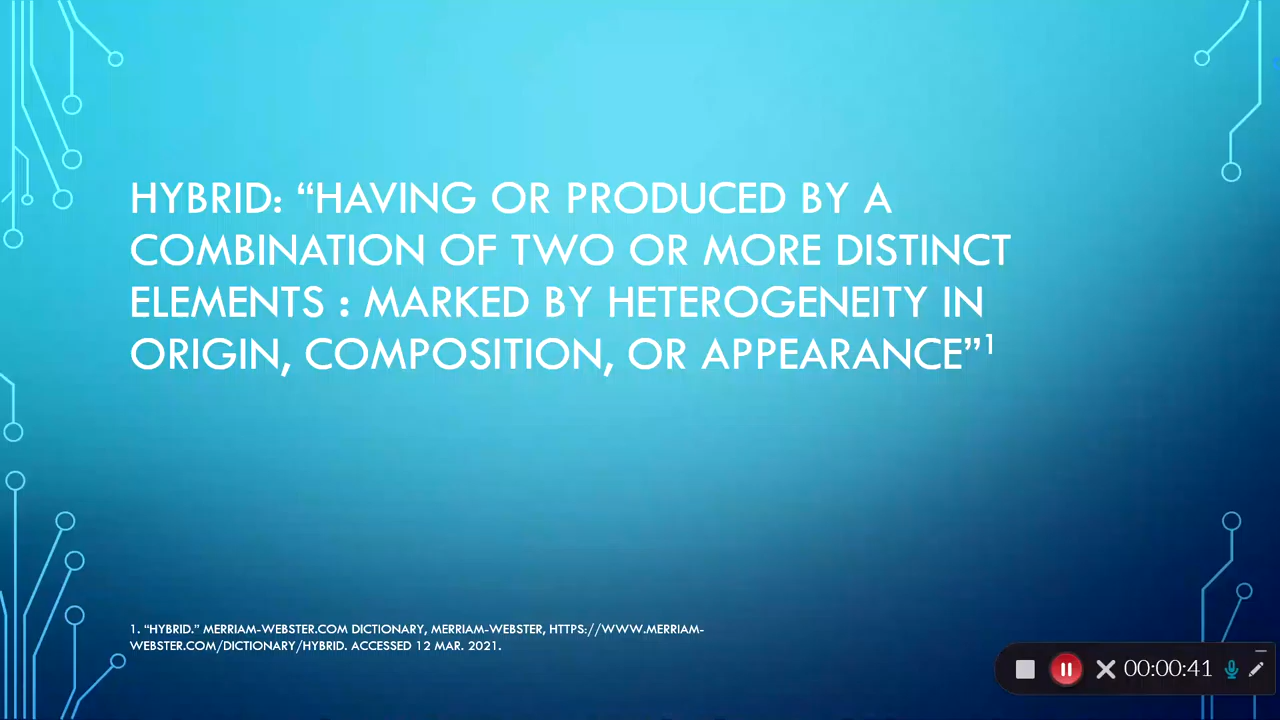 HYBRID: “HAVING OR PRODUCED BY A
COMBINATION OF TWO OR MORE DISTINCT
ELEMENTS : MARKED BY HETEROGENEITY IN
ORIGIN, COMPOSITION, OR APPEARANCE”¹
1. “HYBRID.” MERRIAM-WEBSTER.COM DICTIONARY, MERRIAM-WEBSTER, HTTPS://WWW.MERRIAM-
WEBSTER.COM/DICTIONARY/HYBRID. ACCESSED 12 MAR. 2021.
00:00:41